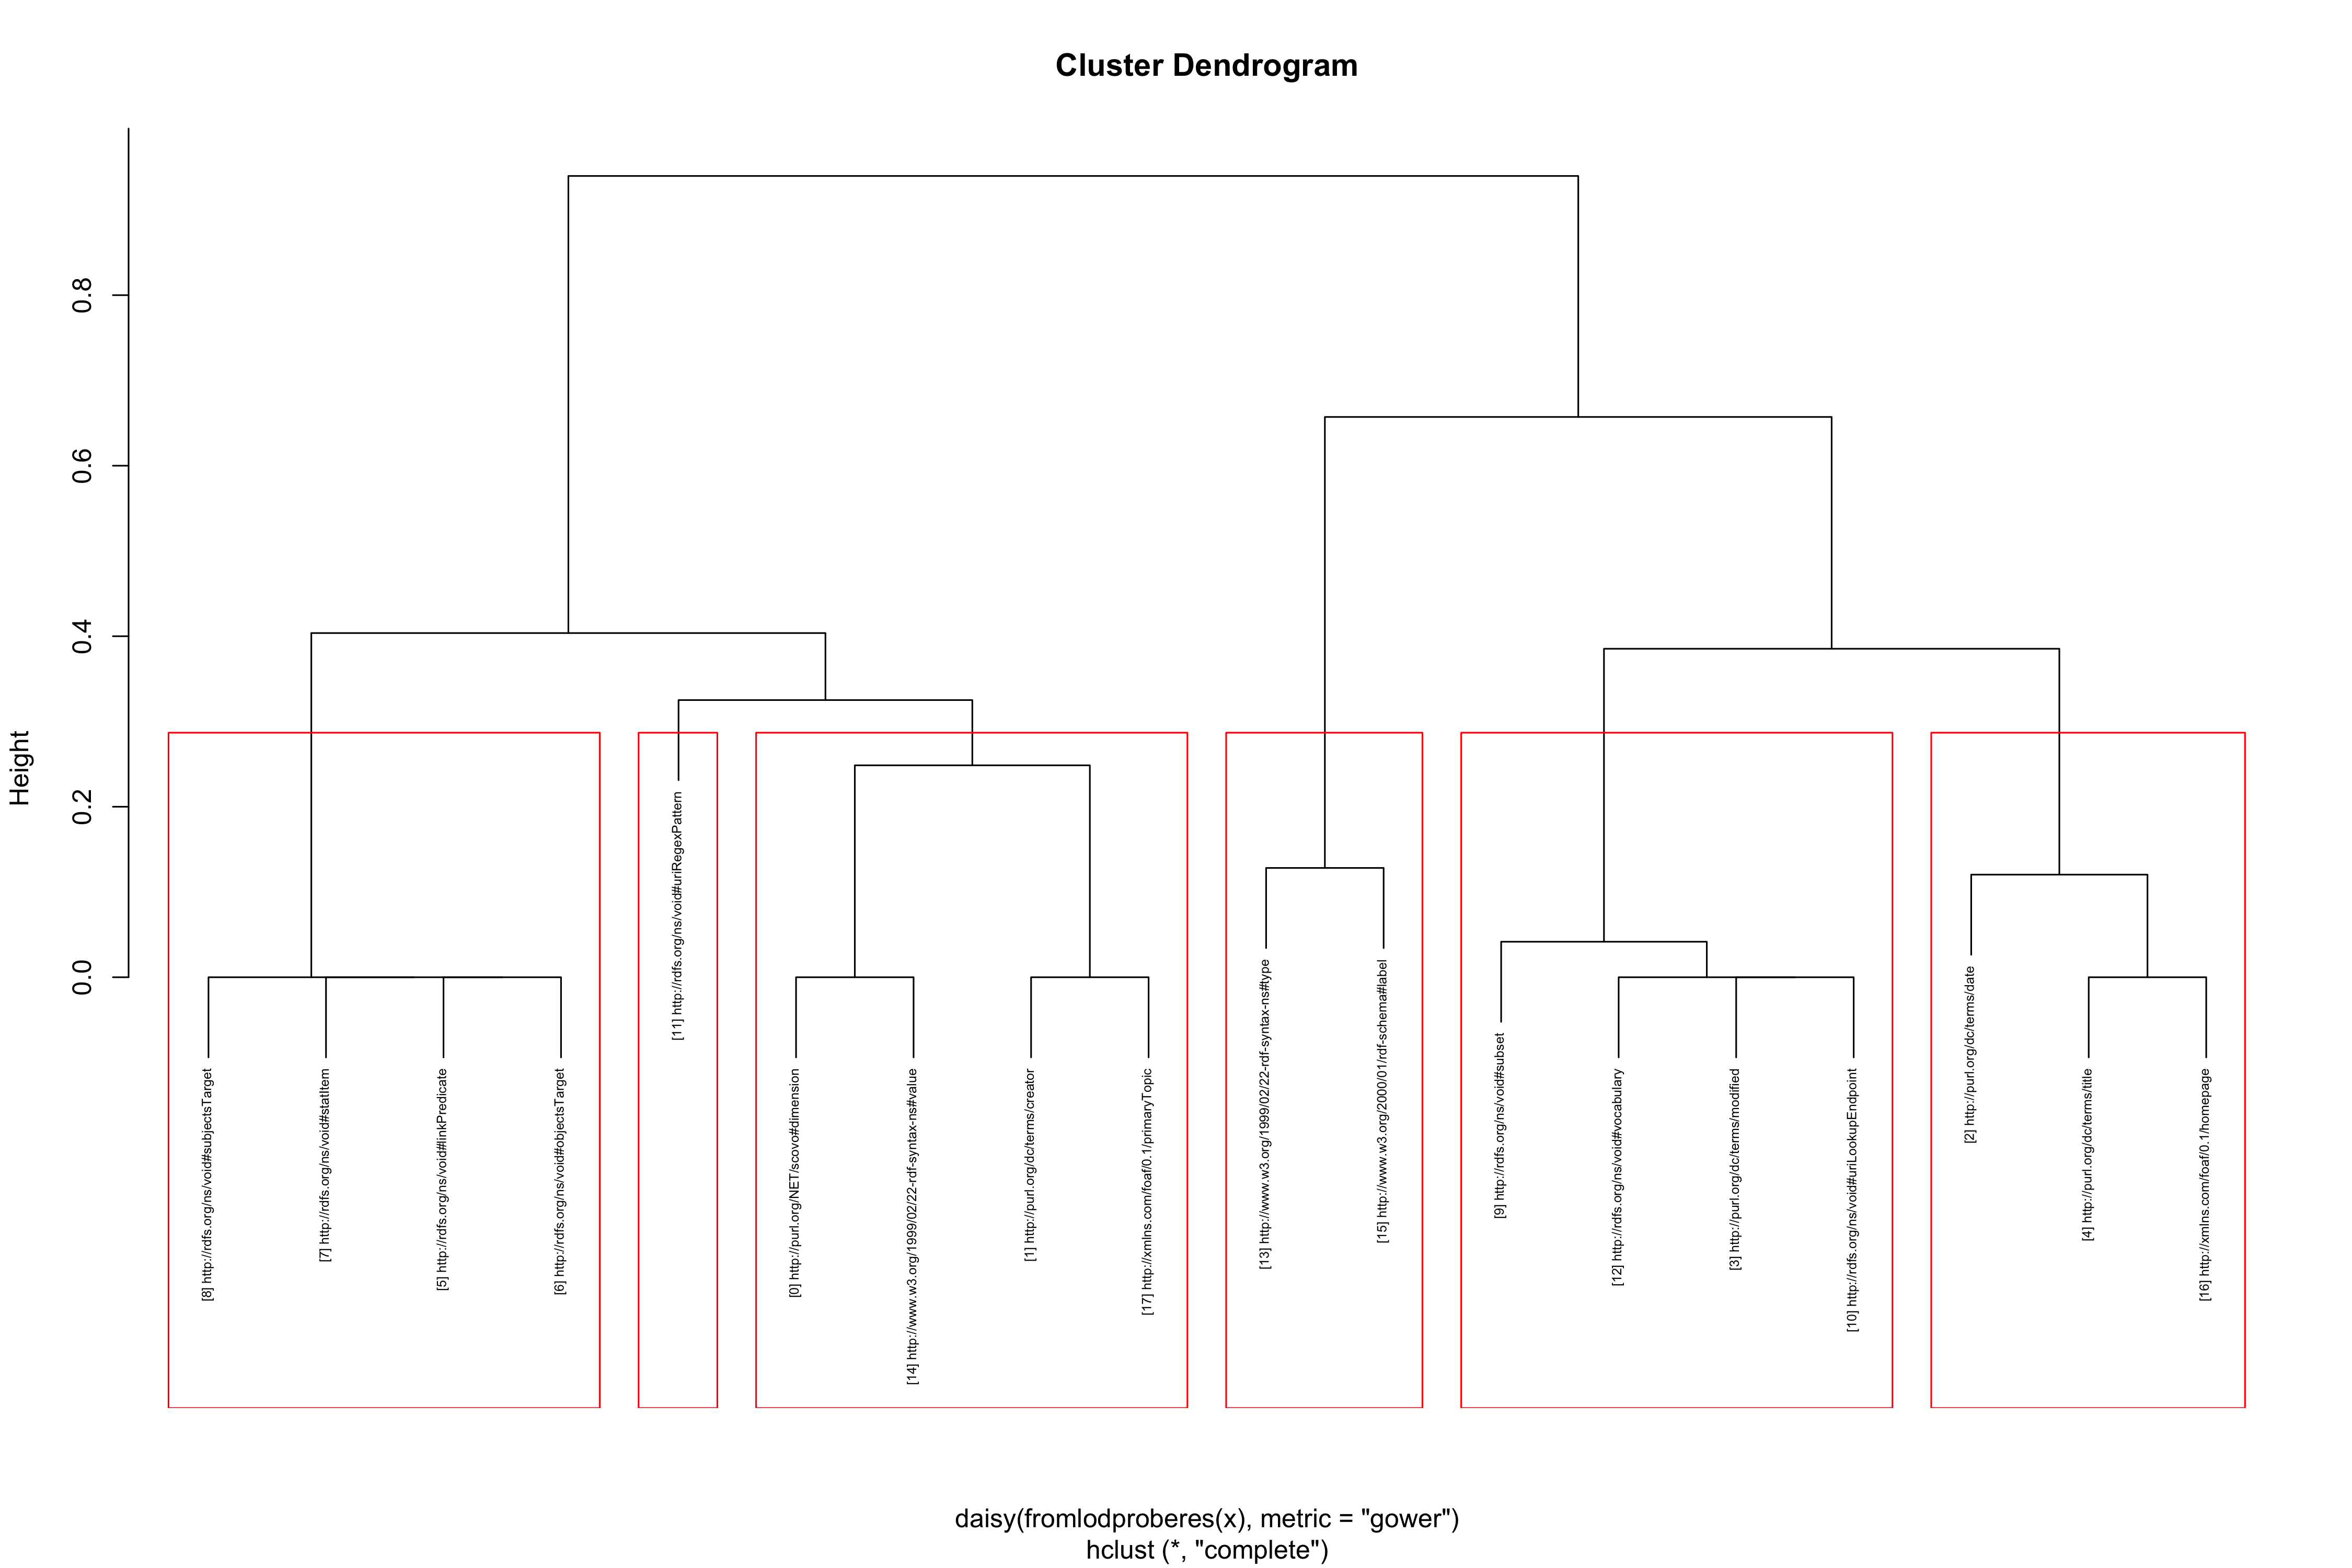 Cluster Dendrogram
Height
0.0
0.2
0.4
0.6
0.8
[8] http://rdfs.org/ns/void#subjectsTarget
[7] http://rdfs.org/ns/void#statItem
[5] http://rdfs.org/ns/void#linkPredicate
[6] http://rdfs.org/ns/void#objectsTarget
[11] http://rdfs.org/ns/void#uriRegexPattern
[0] http://purl.org/NET/scovo#dimension
[14] http://www.w3.org/1999/02/22-rdf-syntax-ns#value
[1] http://purl.org/dc/terms/creator
[17] http://xmlns.com/foaf/0.1/primaryTopic
[13] http://www.w3.org/1999/02/22-rdf-syntax-ns#type
[15] http://www.w3.org/2000/01/rdf-schema#label
[9] http://rdfs.org/ns/void#subset
[12] http://rdfs.org/ns/void#vocabulary
[3] http://purl.org/dc/terms/modified
[10] http://rdfs.org/ns/void#uriLookupEndpoint
[2] http://purl.org/dc/terms/date
[4] http://purl.org/dc/terms/title
[16] http://xmlns.com/foaf/0.1/homepage
daisy(fromlodproberes(x), metric = "gower")
hclust (*, "complete")